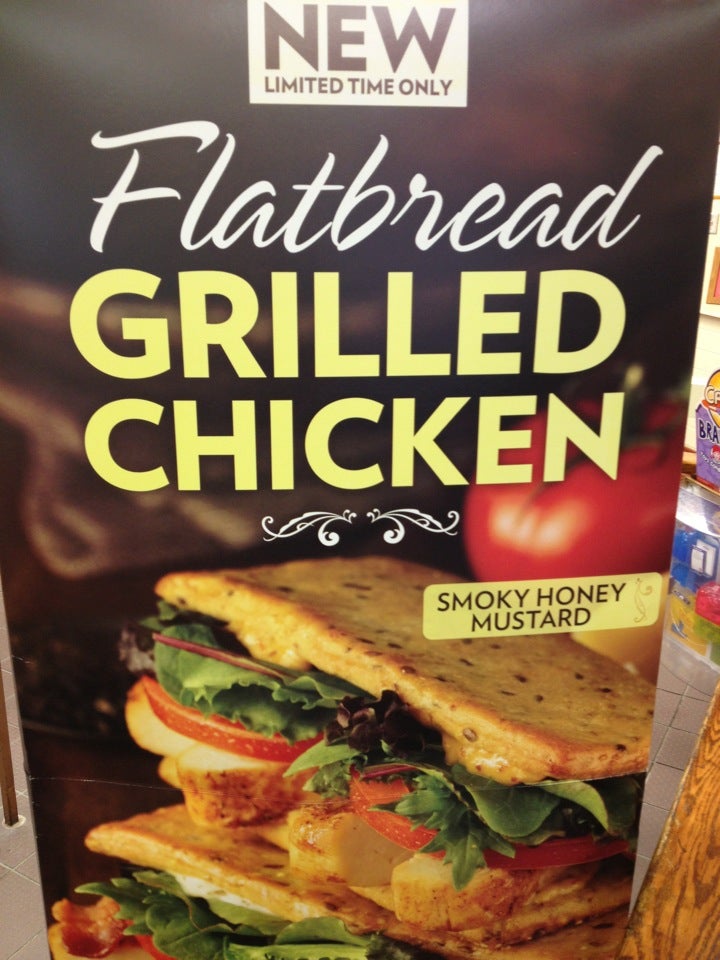 NEW
LIMITED TIME ONLY
Flatbread
GRILLED
CHICKEN
SMOKY HONEY
MUSTARD